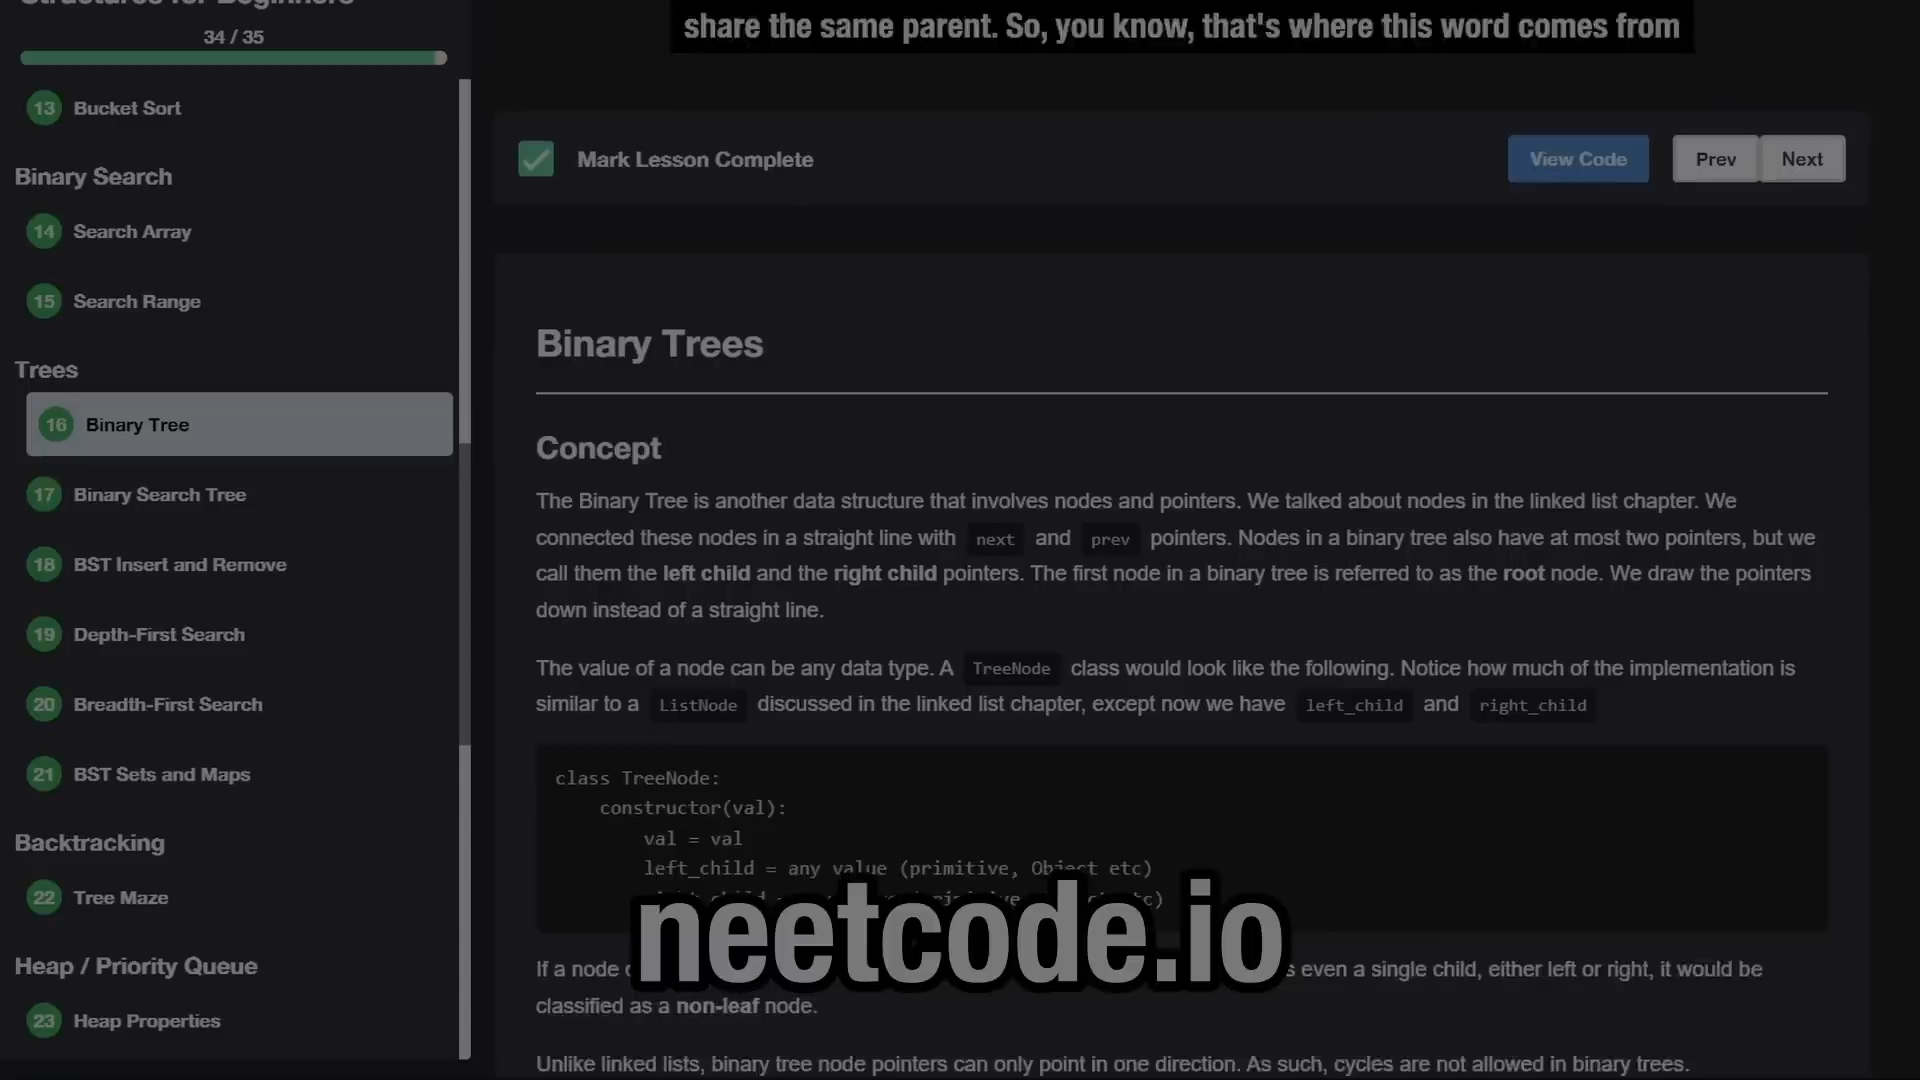 Structures for Beginners
34 / 35
13 Bucket Sort
Binary Search
14 Search Array
15 Search Range
Trees
16 Binary Tree
17 Binary Search Tree
18 BST Insert and Remove
19 Depth-First Search
20 Breadth-First Search
21 BST Sets and Maps
Backtracking
22 Tree Maze
Heap / Priority Queue
23 Heap Properties
share the same parent. So, you know, that's where this word comes from
Mark Lesson Complete
View Code
Prev
Next
Binary Trees
Concept
The Binary Tree is another data structure that involves nodes and pointers. We talked about nodes in the linked list chapter. We
connected these nodes in a straight line with next and prev pointers. Nodes in a binary tree also have at most two pointers, but we
call them the left child and the right child pointers. The first node in a binary tree is referred to as the root node. We draw the pointers
down instead of a straight line.
The value of a node can be any data type. A TreeNode class would look like the following. Notice how much of the implementation is
similar to a ListNode discussed in the linked list chapter, except now we have left_child and right_child
class TreeNode:
constructor(val):
val = val
left_child = any value (primitive, Object etc)
neetcode.io
If a node
even a single child, either left or right, it would be
classified as a non-leaf node.
Unlike linked lists, binary tree node pointers can only point in one direction. As such, cycles are not allowed in binary trees.